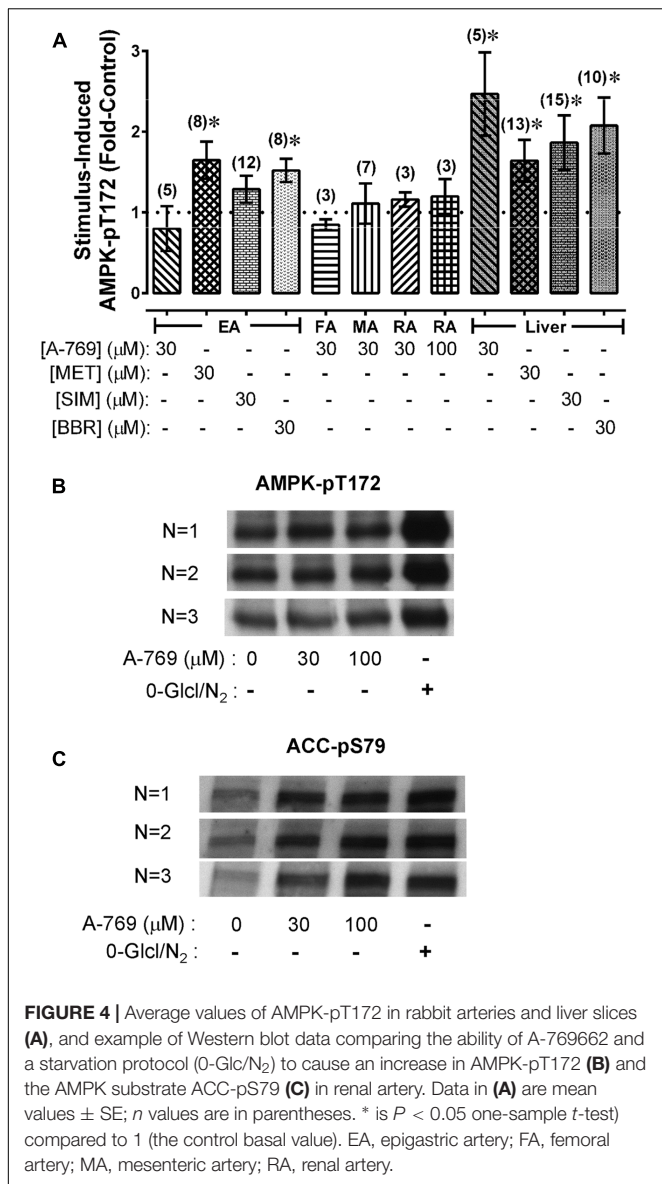 A
Stimulus-Induced
AMPK-pT172 (Fold-Control)
3
2
1
0
(5)
(8)*
(12)
(8)*
(3)
(7)
(3)
(3)
(5)*
(13)*
(15)*
(10)*
EA FA MA RA RA Liver
[A-769] (μM): 30 - - - 30 30 30 100 30 - - -
[MET] (μM): - 30 - - - - - - - 30 - -
[SIM] (μM): - - 30 - - - - - - - 30 -
[BBR] (μM): - - - 30 - - - - - - - 30
B
AMPK-pT172
N=1
N=2
N=3
A-769 (μM) : 0 30 100 -
0-Glcl/N₂ : - - - +
C
ACC-pS79
N=1
N=2
N=3
A-769 (μM) : 0 30 100 -
0-Glcl/N₂ : - - - +
FIGURE 4 | Average values of AMPK-pT172 in rabbit arteries and liver slices
(A), and example of Western blot data comparing the ability of A-769662 and
a starvation protocol (0-Glc/N₂) to cause an increase in AMPK-pT172 (B) and
the AMPK substrate ACC-pS79 (C) in renal artery. Data in (A) are mean
values ± SE; n values are in parentheses. * is P < 0.05 one-sample t-test)
compared to 1 (the control basal value). EA, epigastric artery; FA, femoral
artery; MA, mesenteric artery; RA, renal artery.